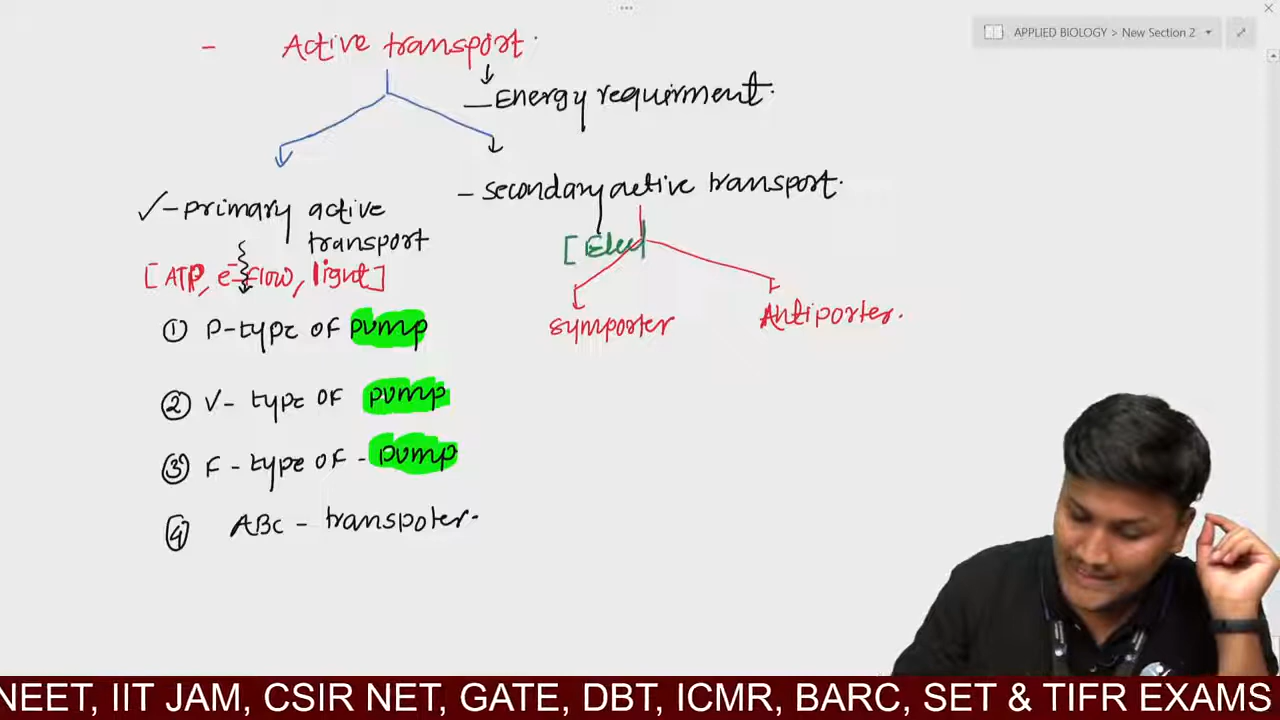 APPLIED BIOLOGY > New Section 2
- Active transport.
- Energy requirment.
- secondary active transport.
✓ - primary active
transport
[ Elec
[ ATP, e- flow, light ]
symporter
Antiporter.
① P-type of pump
② V- type of pump
③ F - type of - pump
④ ABC - transpoter.
NEET, IIT JAM, CSIR NET, GATE, DBT, ICMR, BARC, SET & TIFR EXAMS